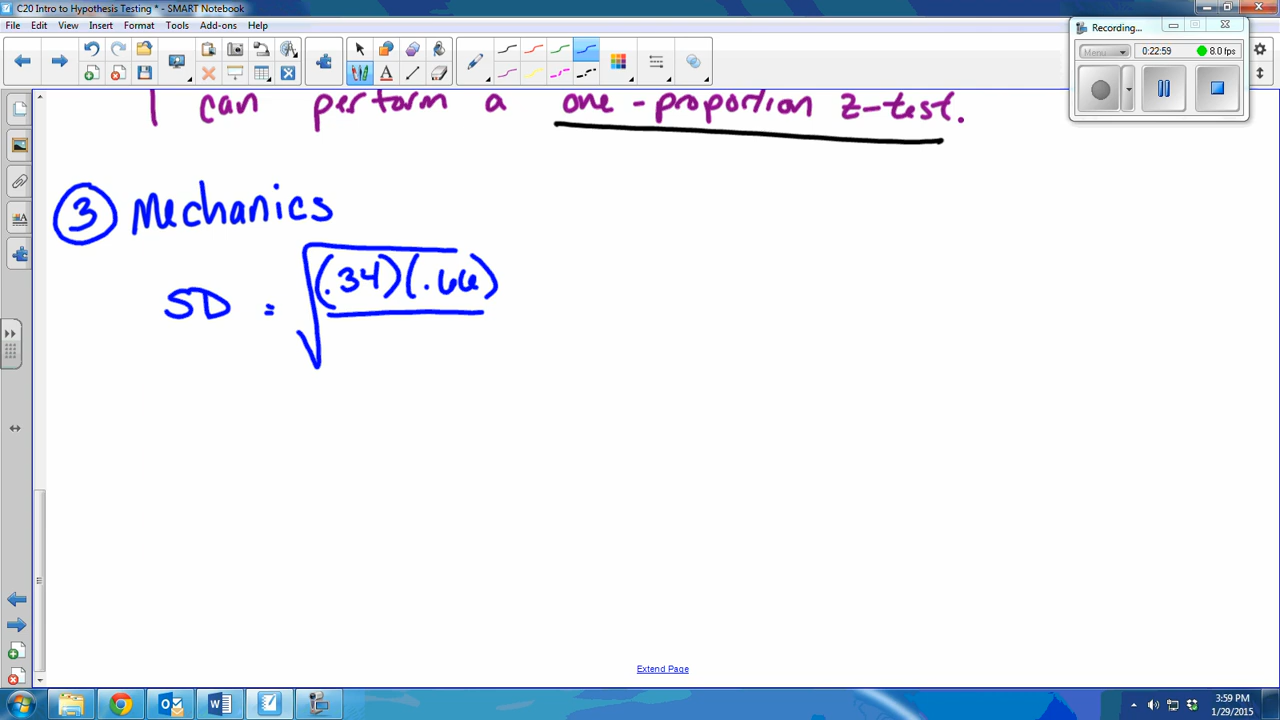 C20 Intro to Hypothesis Testing * - SMART Notebook
File Edit View Insert Format Tools Add-ons Help
Recording...
Menu 0:22:59 8.0 fps
I can perform a one-proportion z-test.
3 Mechanics
SD = √(.34)(.66)
Extend Page
3:59 PM
1/29/2015